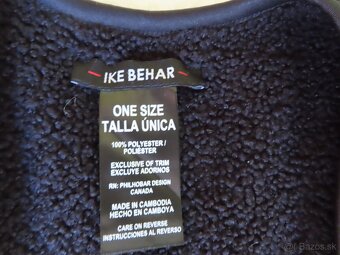 IKE BEHAR
ONE SIZE
TALLA ÚNICA
100% POLYESTER /
POLIÉSTER
EXCLUSIVE OF TRIM
EXCLUYE ADORNOS
RN: PHILHOBAR DESIGN
CANADA
MADE IN CAMBODIA
HECHO EN CAMBOYA
CARE ON REVERSE
INSTRUCCIONES AL REVERSO
Bazos.sk